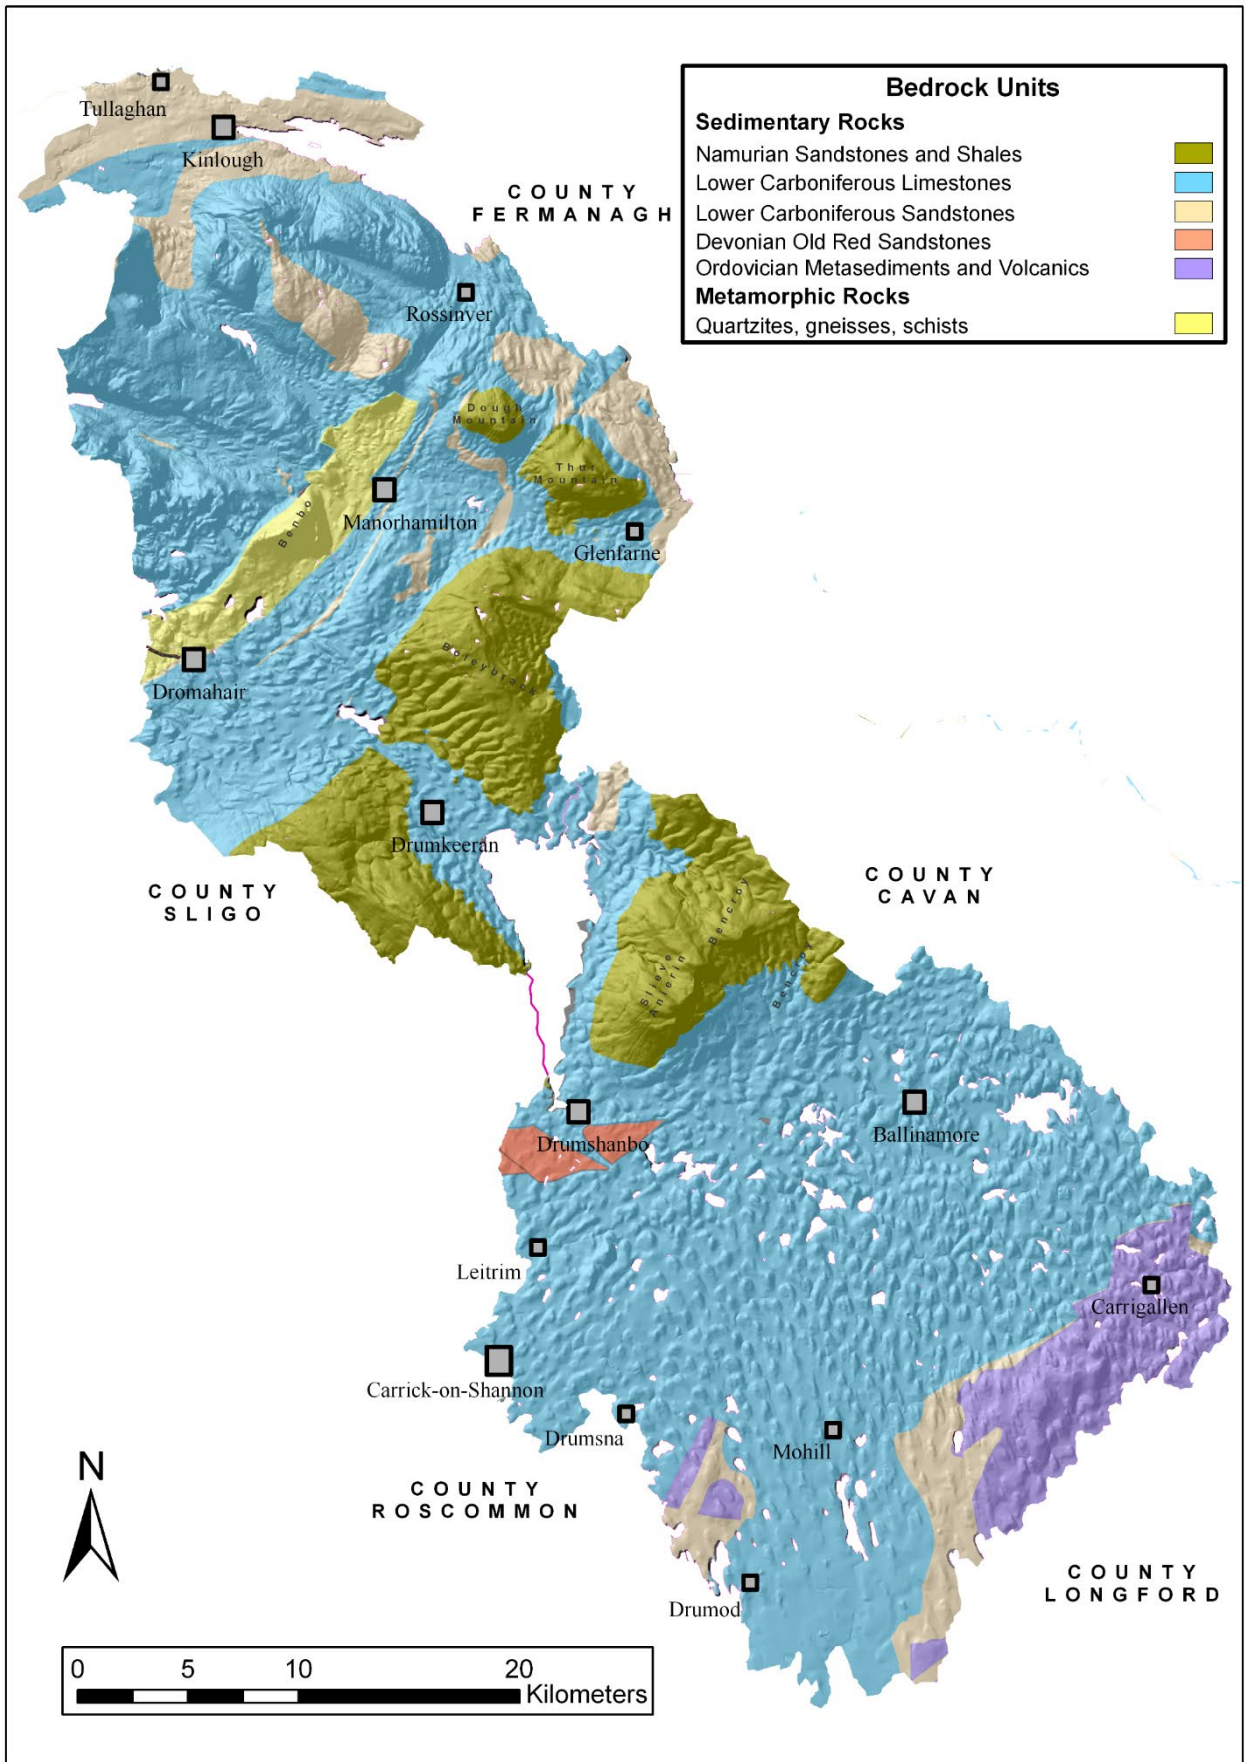 Bedrock Units
Sedimentary Rocks
Namurian Sandstones and Shales
Lower Carboniferous Limestones
Lower Carboniferous Sandstones
Devonian Old Red Sandstones
Ordovician Metasediments and Volcanics
Metamorphic Rocks
Quartzites, gneisses, schists
Tullaghan
Kinlough
COUNTY
FERMANAGH
Rossinver
Dough
Mountain
Thur
Mountain
Benbo
Manorhamilton
Glenfarne
Boleybrack
Dromahair
Drumkeeran
COUNTY
SLIGO
COUNTY
CAVAN
Bencroy
Slieve
Anierin
Bencroy
Drumshanbo
Ballinamore
Leitrim
Carrigallen
Carrick-on-Shannon
Drumsna
Mohill
N
COUNTY
ROSCOMMON
COUNTY
LONGFORD
Drumod
0 5 10 20
Kilometers